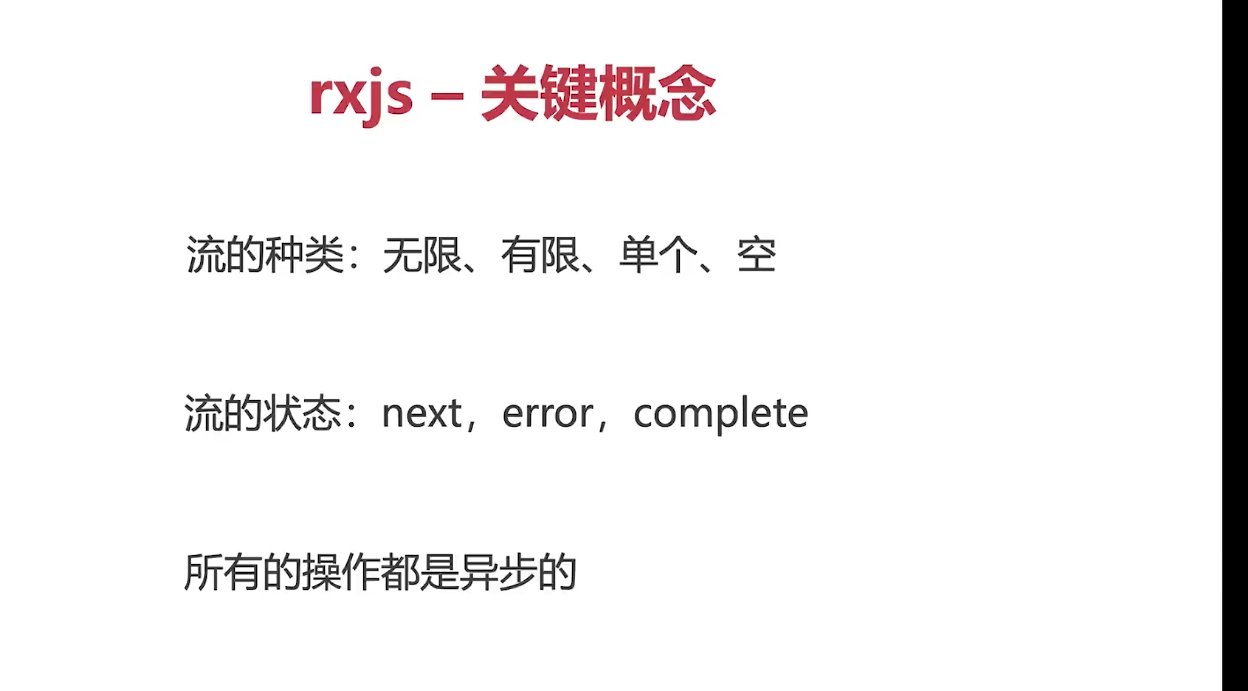 rxjs – 关键概念
流的种类：无限、有限、单个、空
流的状态：next，error，complete
所有的操作都是异步的